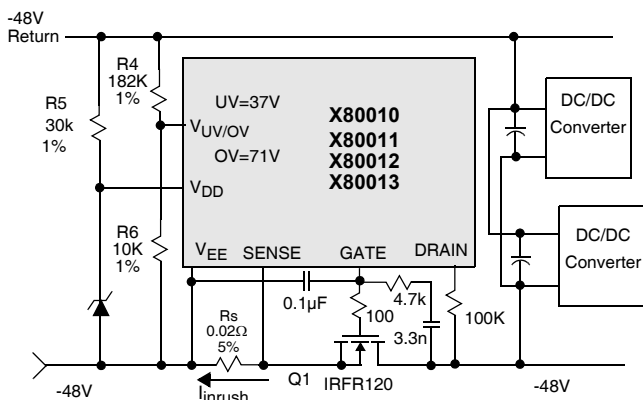 -48V
Return
R4
182K
1%
R5
30k
1%
UV=37V
VUV/OV
OV=71V
VDD
X80010
X80011
X80012
X80013
DC/DC
Converter
R6
10K
1%
VEE
SENSE
GATE
DRAIN
DC/DC
Converter
0.1µF
4.7k
100
3.3n
100K
Rs
0.02Ω
5%
-48V
Iinrush
Q1
IRFR120
-48V